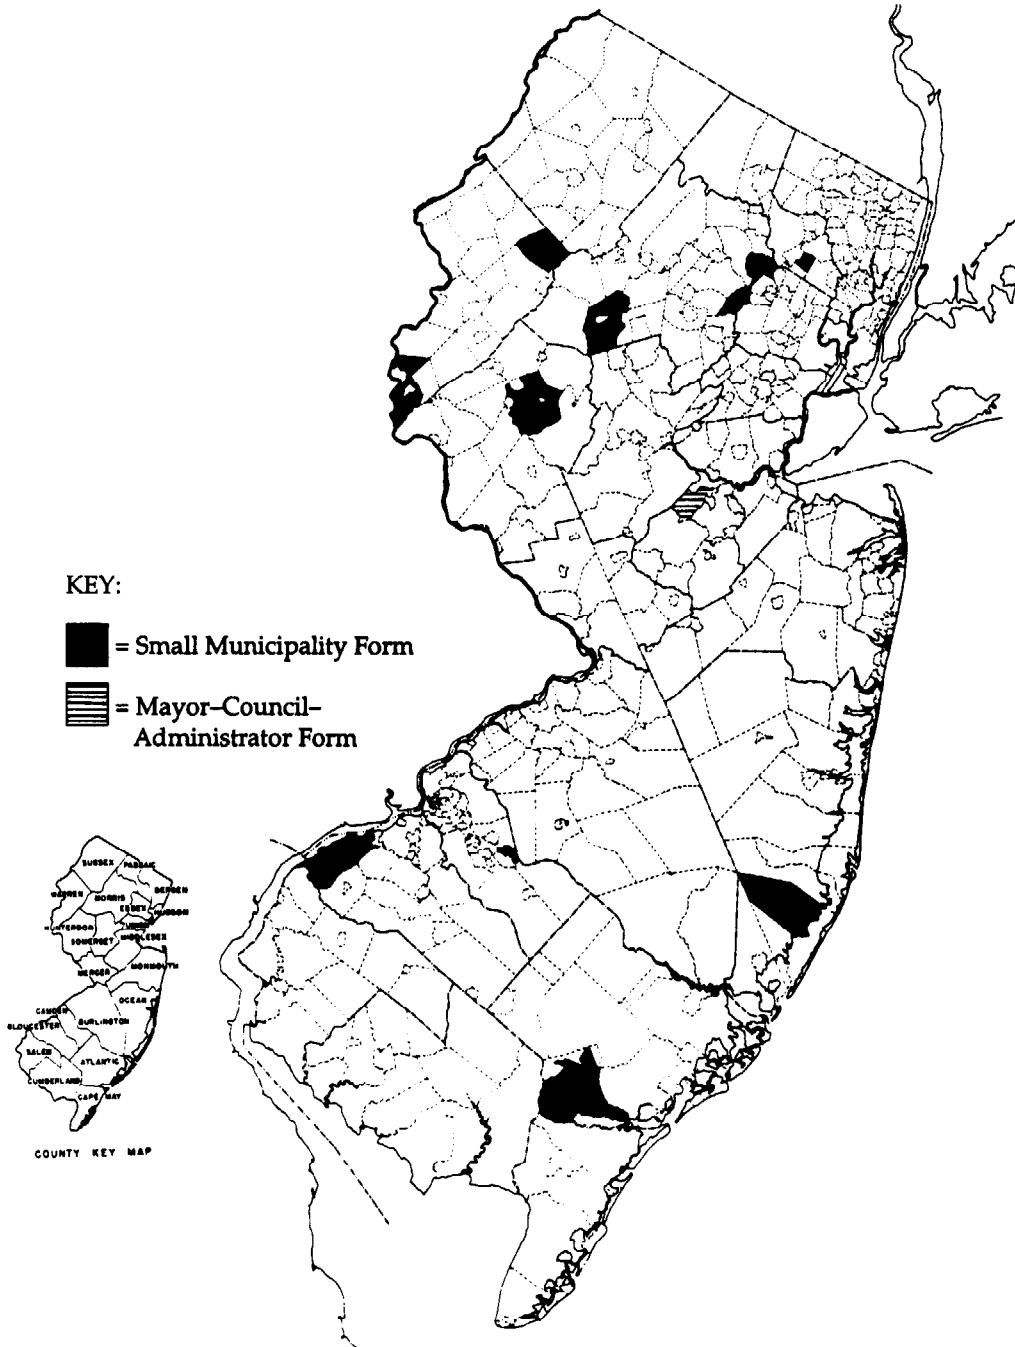 KEY:
= Small Municipality Form
= Mayor–Council–
Administrator Form
SUSSEX
PASSAIC
BERGEN
WARREN
MORRIS
ESSEX
HUDSON
HUNTERDON
SOMERSET
MIDDLESEX
MERCER
MONMOUTH
OCEAN
CAMDEN
GLOUCESTER
BURLINGTON
SALEM
ATLANTIC
CUMBERLAND
CAPE MAY
COUNTY KEY MAP